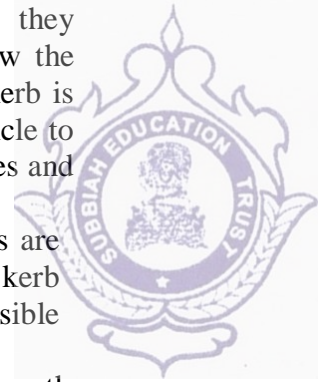 they
w the
erb is
cle to
es and
s are
kerb
sible
SUBBIAH EDUCATION TRUST